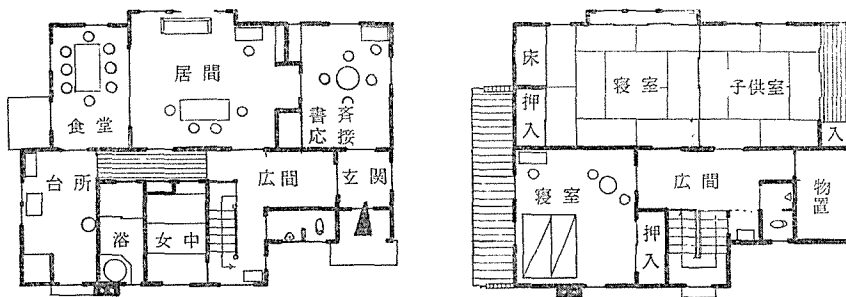 居間
食堂
書斉
応接
台所
広間
玄関
浴
女中
床
寝室
子供室
押入
入
寝室
広間
物置
押入